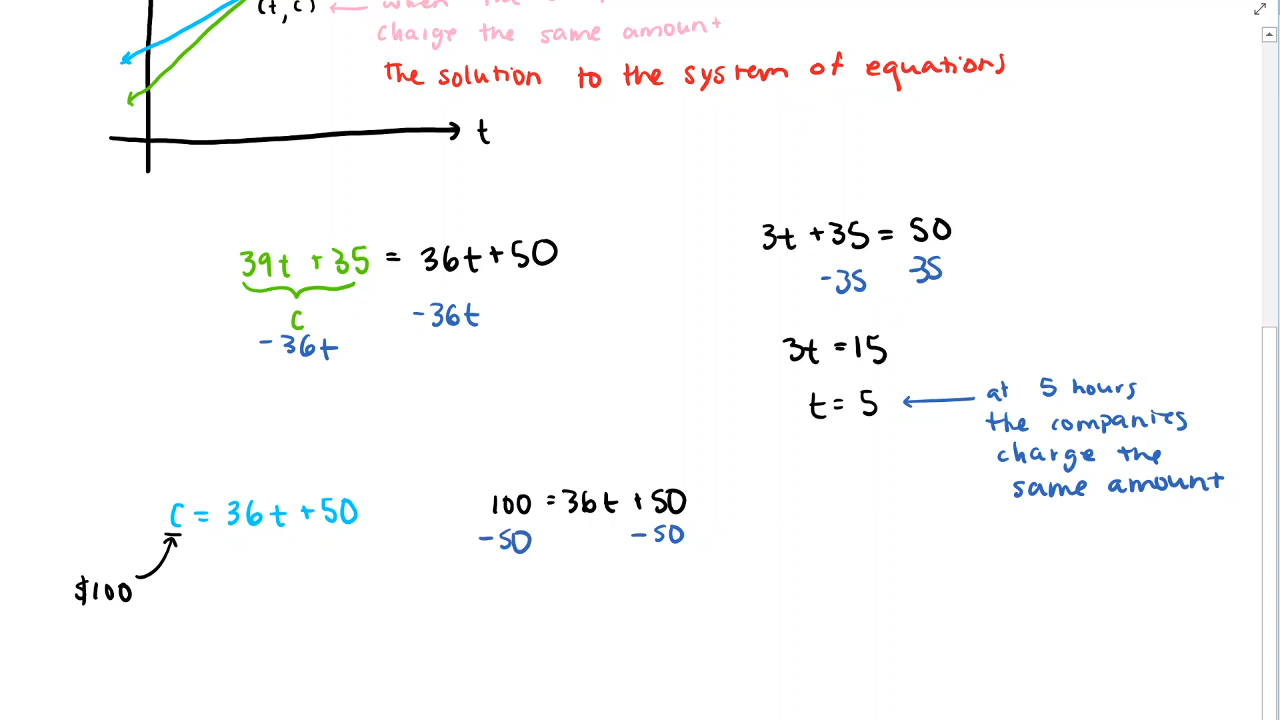 (t, c) ← when the
charge the same amount
The solution to the system of equations
t
39t + 35 = 36t + 50
c
- 36t
- 36t
3t + 35 = 50
- 35 35
3t = 15
t = 5 ← at 5 hours
the companies
charge the
same amount
c = 36t + 50
$100
100 = 36t + 50
- 50 - 50